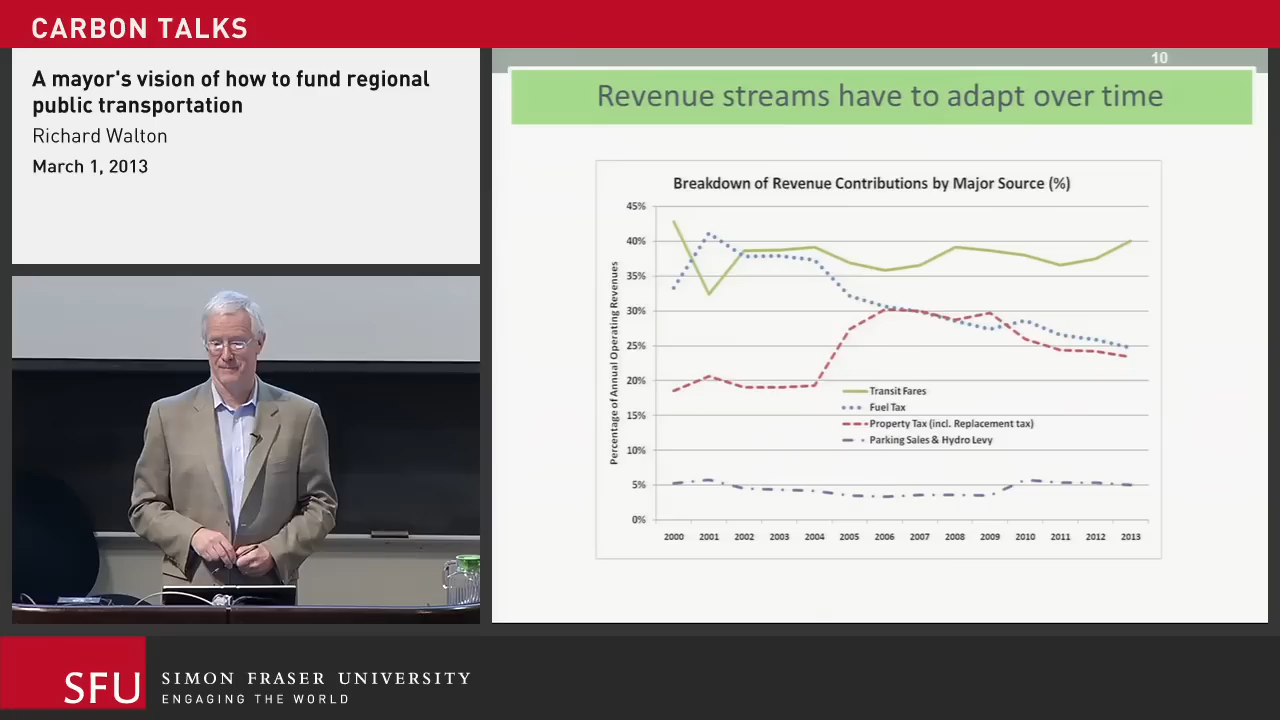 CARBON TALKS
A mayor's vision of how to fund regional
public transportation
Richard Walton
March 1, 2013
10
Revenue streams have to adapt over time
Breakdown of Revenue Contributions by Major Source (%)
Percentage of Annual Operating Revenues
45%
40%
35%
30%
25%
20%
15%
10%
5%
0%
Transit Fares
Fuel Tax
Property Tax (incl. Replacement tax)
Parking Sales & Hydro Levy
2000 2001 2002 2003 2004 2005 2006 2007 2008 2009 2010 2011 2012 2013
SFU
SIMON FRASER UNIVERSITY
ENGAGING THE WORLD